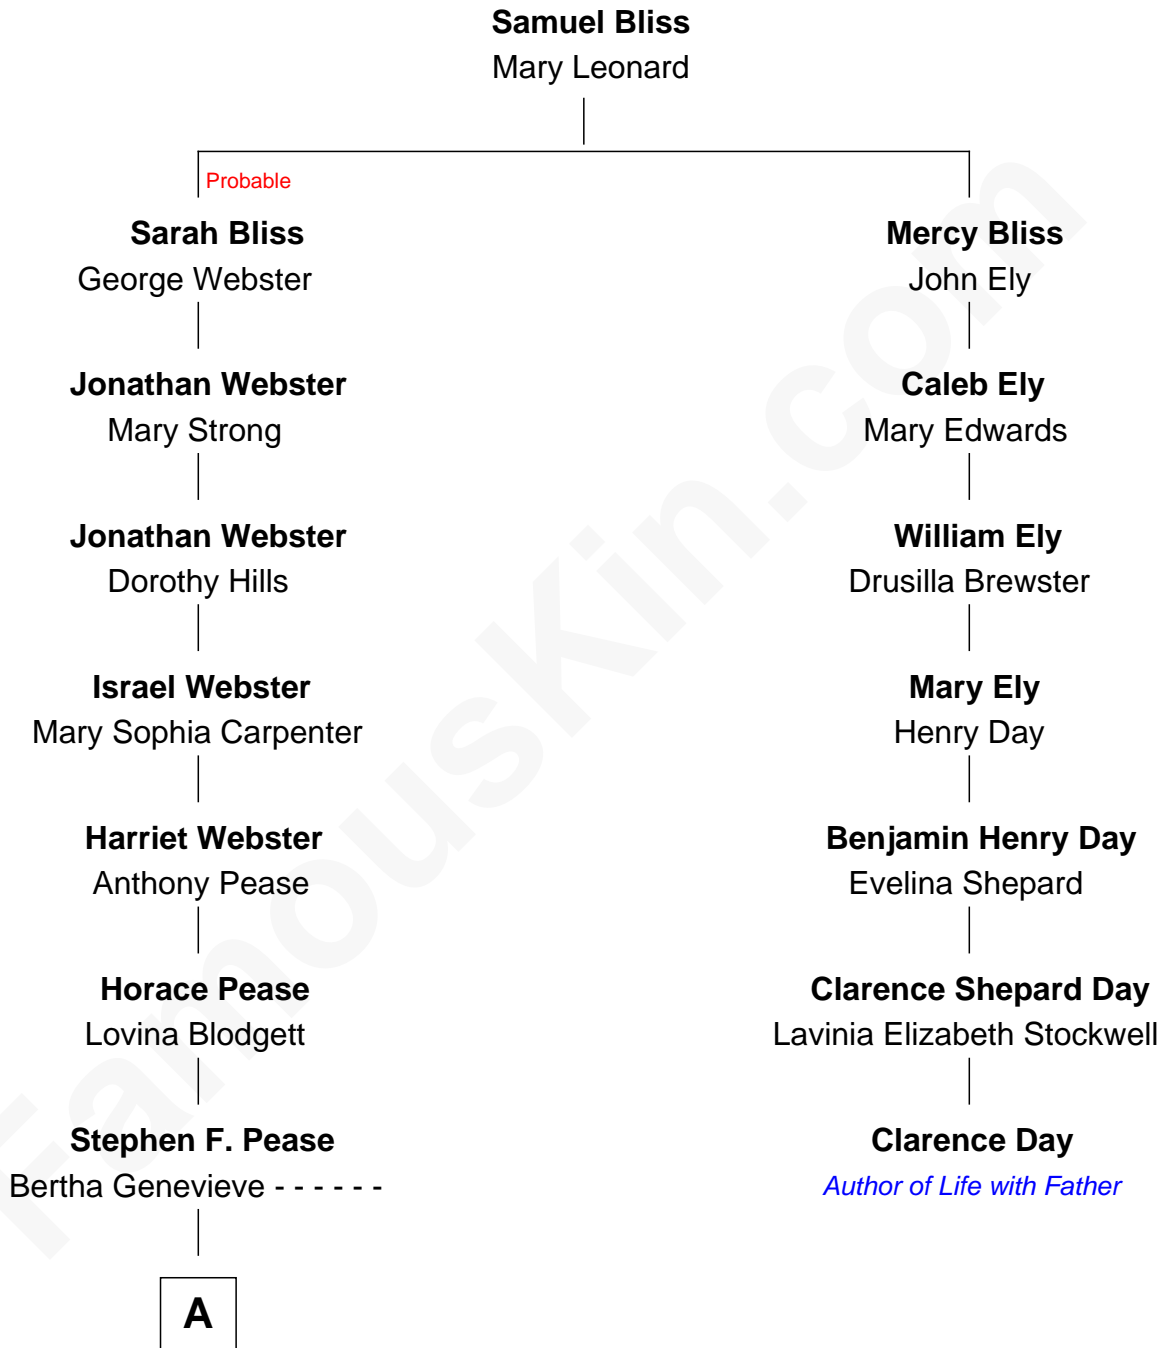 Samuel Bliss
Mary Leonard
Probable
Sarah Bliss
George Webster
Mercy Bliss
John Ely
Jonathan Webster
Mary Strong
Caleb Ely
Mary Edwards
Jonathan Webster
Dorothy Hills
William Ely
Drusilla Brewster
Israel Webster
Mary Sophia Carpenter
Mary Ely
Henry Day
Harriet Webster
Anthony Pease
Benjamin Henry Day
Evelina Shepard
Horace Pease
Lovina Blodgett
Clarence Shepard Day
Lavinia Elizabeth Stockwell
Stephen F. Pease
Bertha Genevieve - - - - - -
Clarence Day
Author of Life with Father
A
FamousKin.com